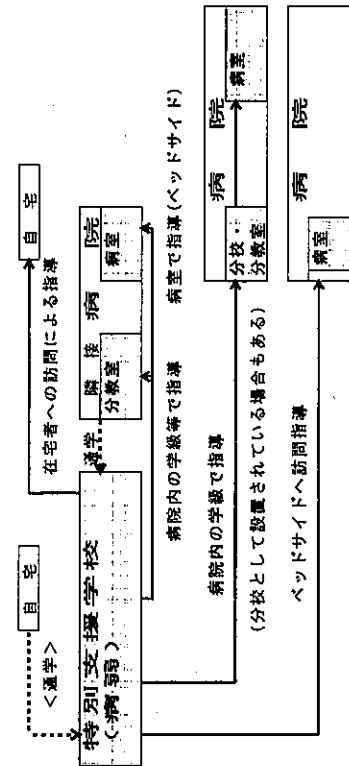 自宅
<通学>
特別支援学校
(病弱)
自宅
在宅者への訪問による指導
通学
隣接病院
分教室
病室
病院内の学級等で指導
病室で指導(ベッドサイド)
病院内の学級で指導
(分校として設置されている場合もある)
病院
分校・
分教室
病室
ベッドサイドへ訪問指導
病院
病室